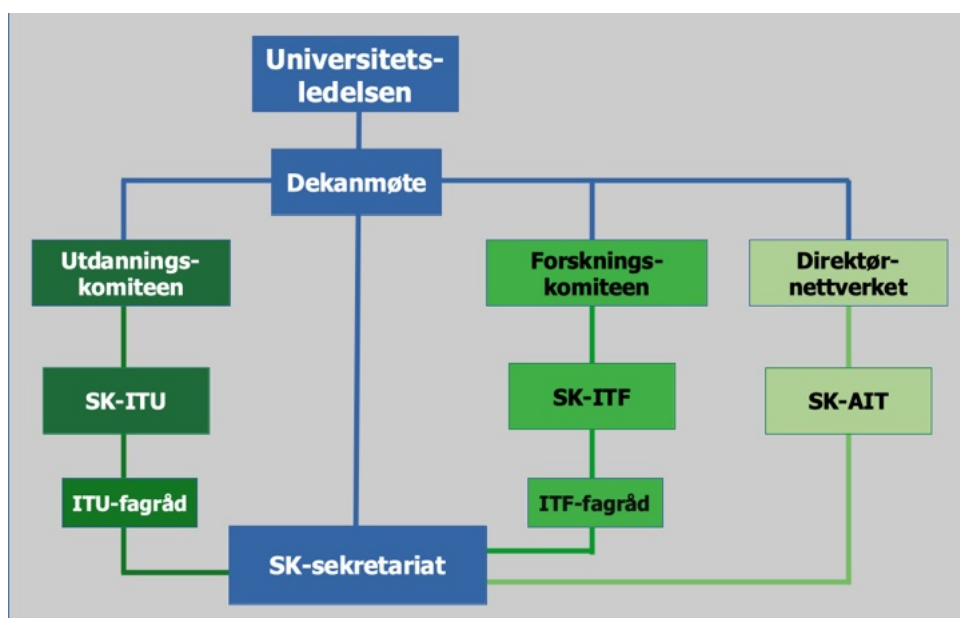 Universitets-
ledelsen
Dekanmøte
Utdannings-
komiteen
Forsknings-
komiteen
Direktør-
nettverket
SK-ITU
SK-ITF
SK-AIT
ITU-fagråd
ITF-fagråd
SK-sekretariat